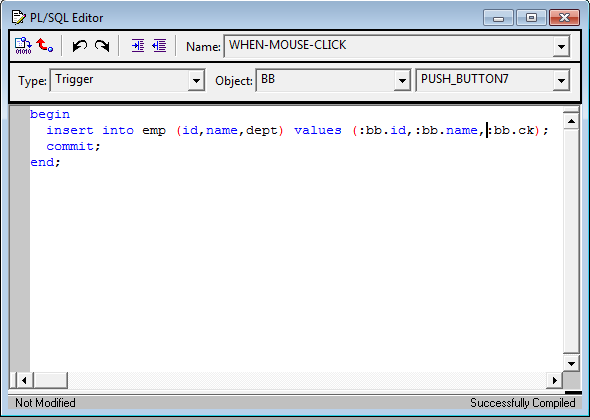 PL/SQL Editor
01010
Name: WHEN-MOUSE-CLICK
Type: Trigger Object: BB PUSH_BUTTON7
begin
insert into emp (id,name,dept) values (:bb.id,:bb.name,:bb.ck);
commit;
end;
Not Modified Successfully Compiled